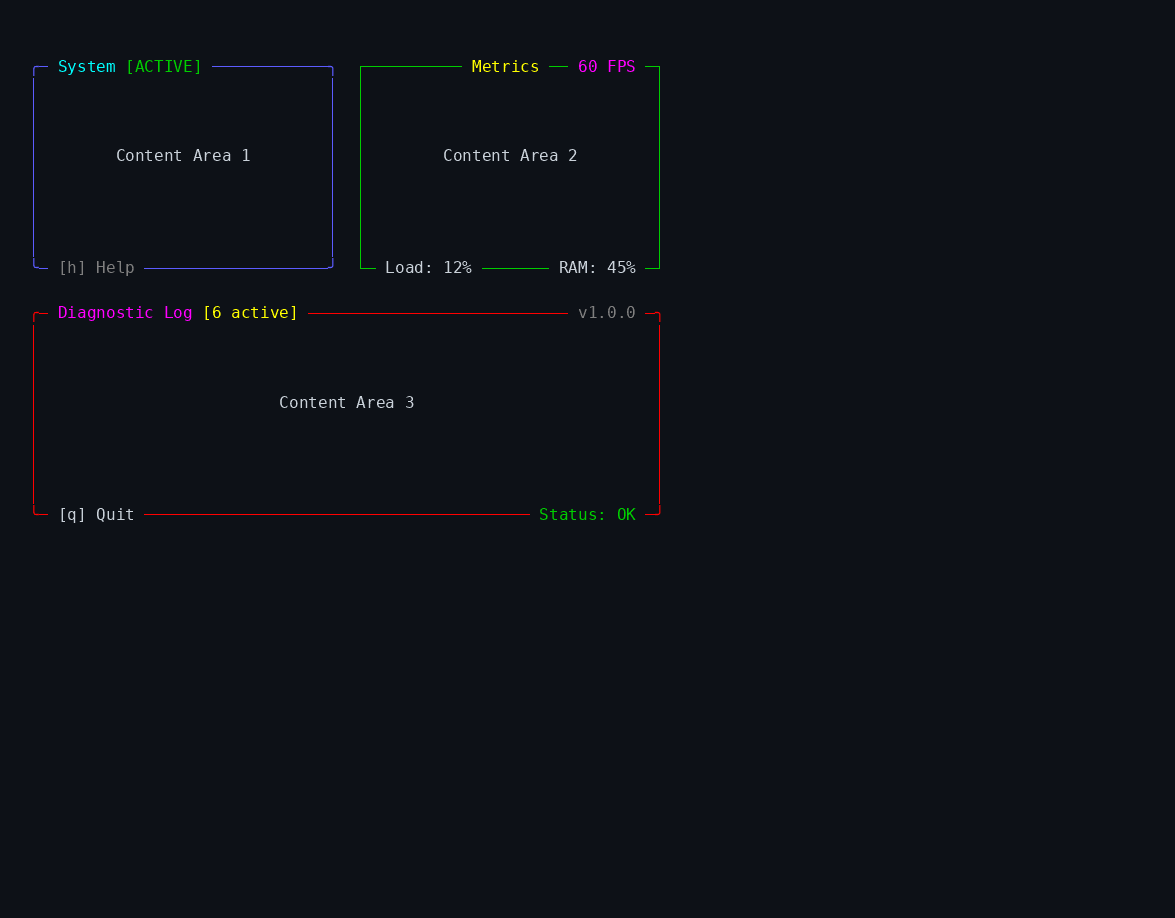 System [ACTIVE] Metrics 60 FPS
Content Area 1 Content Area 2
[h] Help Load: 12% RAM: 45%
Diagnostic Log [6 active] v1.0.0
Content Area 3
[q] Quit Status: OK